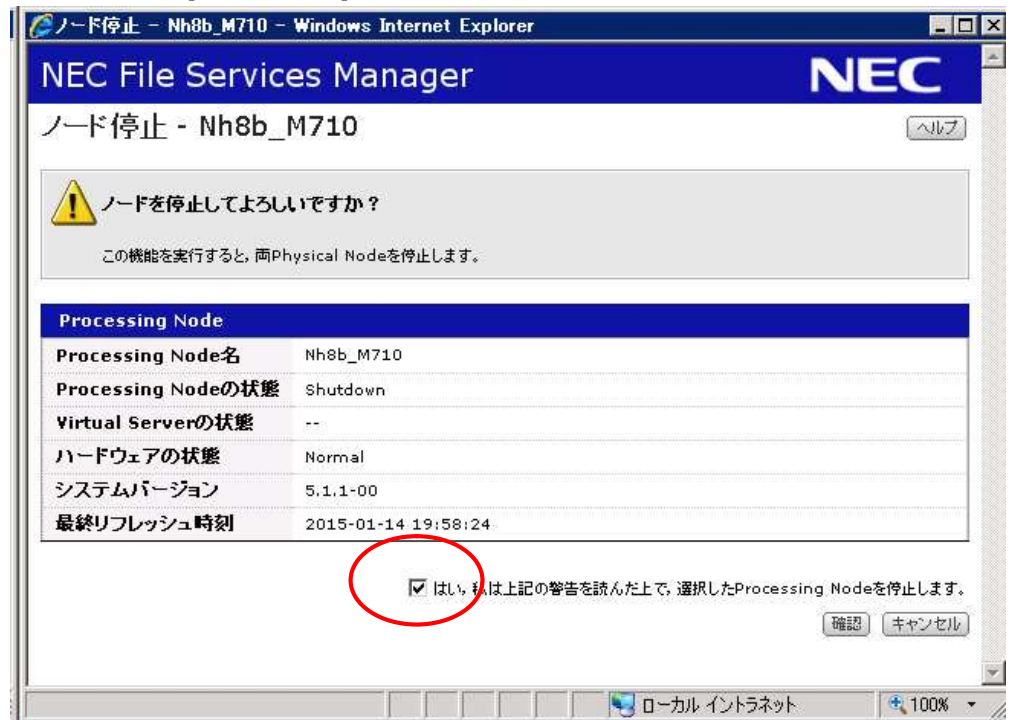 ノード停止 - Nh8b_M710 - Windows Internet Explorer
NEC File Services Manager
NEC
ノード停止 - Nh8b_M710
ヘルプ
ノードを停止してよろしいですか?
この機能を実行すると,両Physical Nodeを停止します。
Processing Node
Processing Node名 Nh8b_M710
Processing Nodeの状態 Shutdown
Virtual Serverの状態 --
ハードウェアの状態 Normal
システムバージョン 5.1.1-00
最終リフレッシュ時刻 2015-01-14 19:58:24
はい,私は上記の警告を読んだ上で,選択したProcessing Nodeを停止します。
確認 キャンセル
ローカル イントラネット 100%